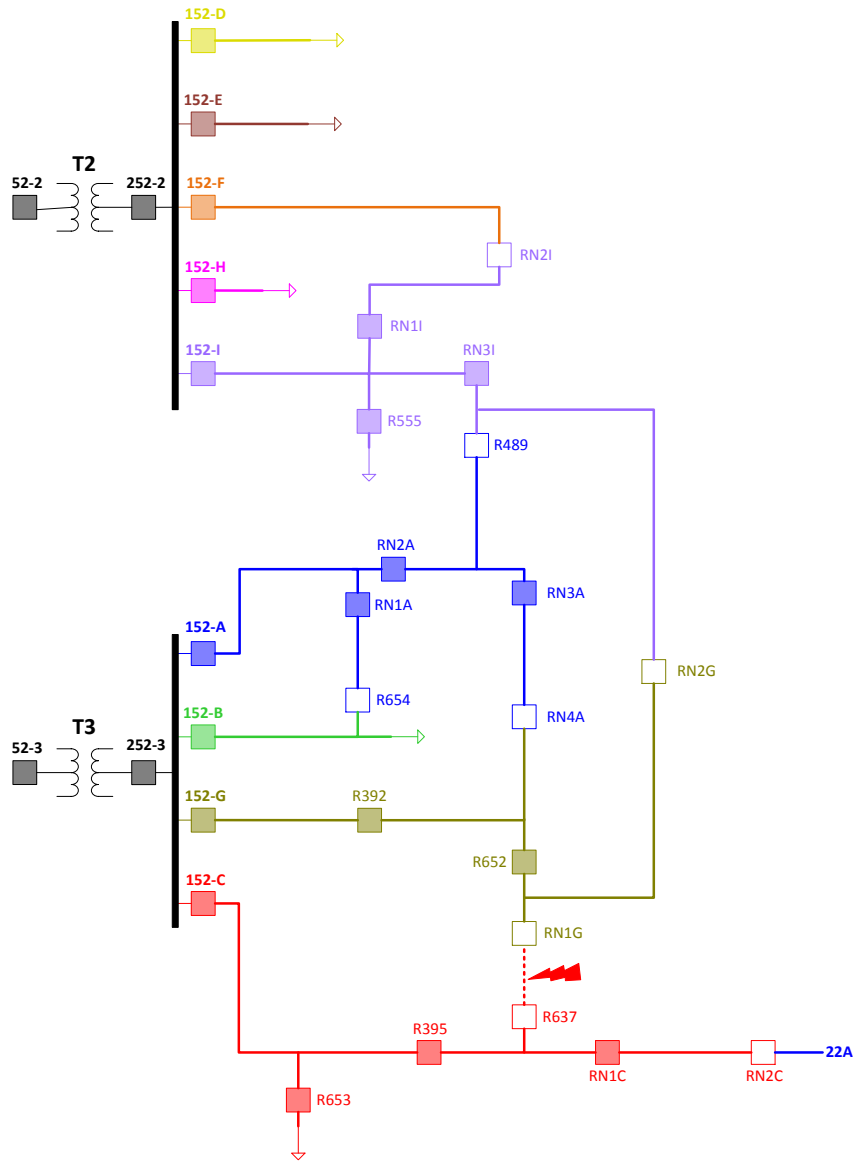 152-D
152-E
T2
52-2
252-2
152-F
RN2I
152-H
RN1I
152-I
RN3I
R555
R489
RN2A
RN3A
RN1A
152-A
RN2G
R654
RN4A
152-B
T3
52-3
252-3
152-G
R392
R652
152-C
RN1G
R637
R395
22A
RN1C
RN2C
R653